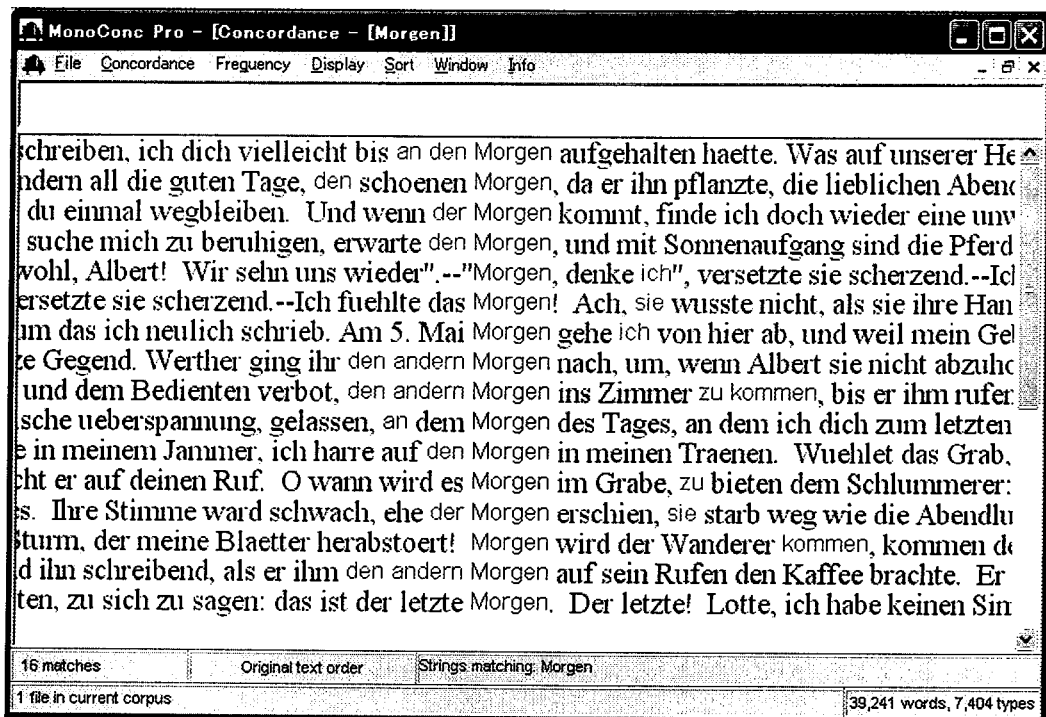 MonoConc Pro - [Concordance - [Morgen]]
File Concordance Freguency Display Sort Window Info
schreiben, ich dich vielleicht bis an den Morgen aufgehalten haette. Was auf unserer He
ndern all die guten Tage, den schoenen Morgen, da er ihn pflanzte, die lieblichen Abend
du einmal wegbleiben. Und wenn der Morgen kommt, finde ich doch wieder eine unv
suche mich zu beruhigen, erwarte den Morgen, und mit Sonnenaufgang sind die Pferd
wohl, Albert! Wir sehn uns wieder".--"Morgen, denke ich", versetzte sie scherzend.--Icl
ersetzte sie scherzend.--Ich fuehlte das Morgen! Ach, sie wusste nicht, als sie ihre Han
um das ich neulich schrieb. Am 5. Mai Morgen gehe ich von hier ab, und weil mein Gel
ze Gegend. Werther ging ihr den andern Morgen nach, um, wenn Albert sie nicht abzuho
und dem Bedienten verbot, den andern Morgen ins Zimmer zu kommen, bis er ihm rufen
sche ueberspannung, gelassen, an dem Morgen des Tages, an dem ich dich zum letzten
e in meinem Jammer, ich harre auf den Morgen in meinen Traenen. Wuehlet das Grab,
cht er auf deinen Ruf. O wann wird es Morgen im Grabe, zu bieten dem Schlummerer:
es. Ihre Stimme ward schwach, ehe der Morgen erschien, sie starb weg wie die Abendlu
Sturm, der meine Blaetter herabstoert! Morgen wird der Wanderer kommen, kommen de
d ihn schreibend, als er ihm den andern Morgen auf sein Rufen den Kaffee brachte. Er
ten, zu sich zu sagen: das ist der letzte Morgen. Der letzte! Lotte, ich habe keinen Sin
16 matches Original text order Strings matching: Morgen
1 file in current corpus 39,241 words, 7,404 types